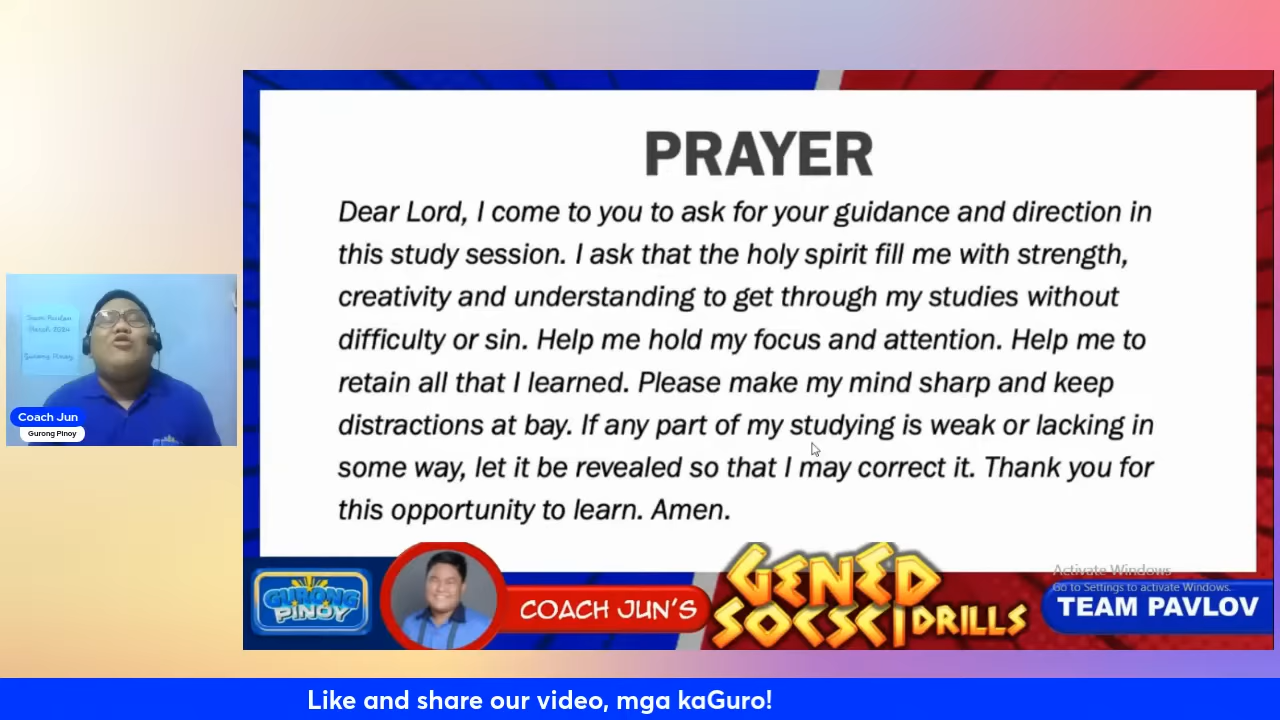 PRAYER
Dear Lord, I come to you to ask for your guidance and direction in
this study session. I ask that the holy spirit fill me with strength,
creativity and understanding to get through my studies without
difficulty or sin. Help me hold my focus and attention. Help me to
retain all that I learned. Please make my mind sharp and keep
distractions at bay. If any part of my studying is weak or lacking in
some way, let it be revealed so that I may correct it. Thank you for
this opportunity to learn. Amen.
Team Pavlov
March 2024
Gurong Pinoy
Coach Jun
Gurong Pinoy
GURONG
PINOY
COACH JUN'S
GENED
SOCSCI DRILLS
Activate Windows
Go to Settings to activate Windows.
TEAM PAVLOV
Like and share our video, mga kaGuro!